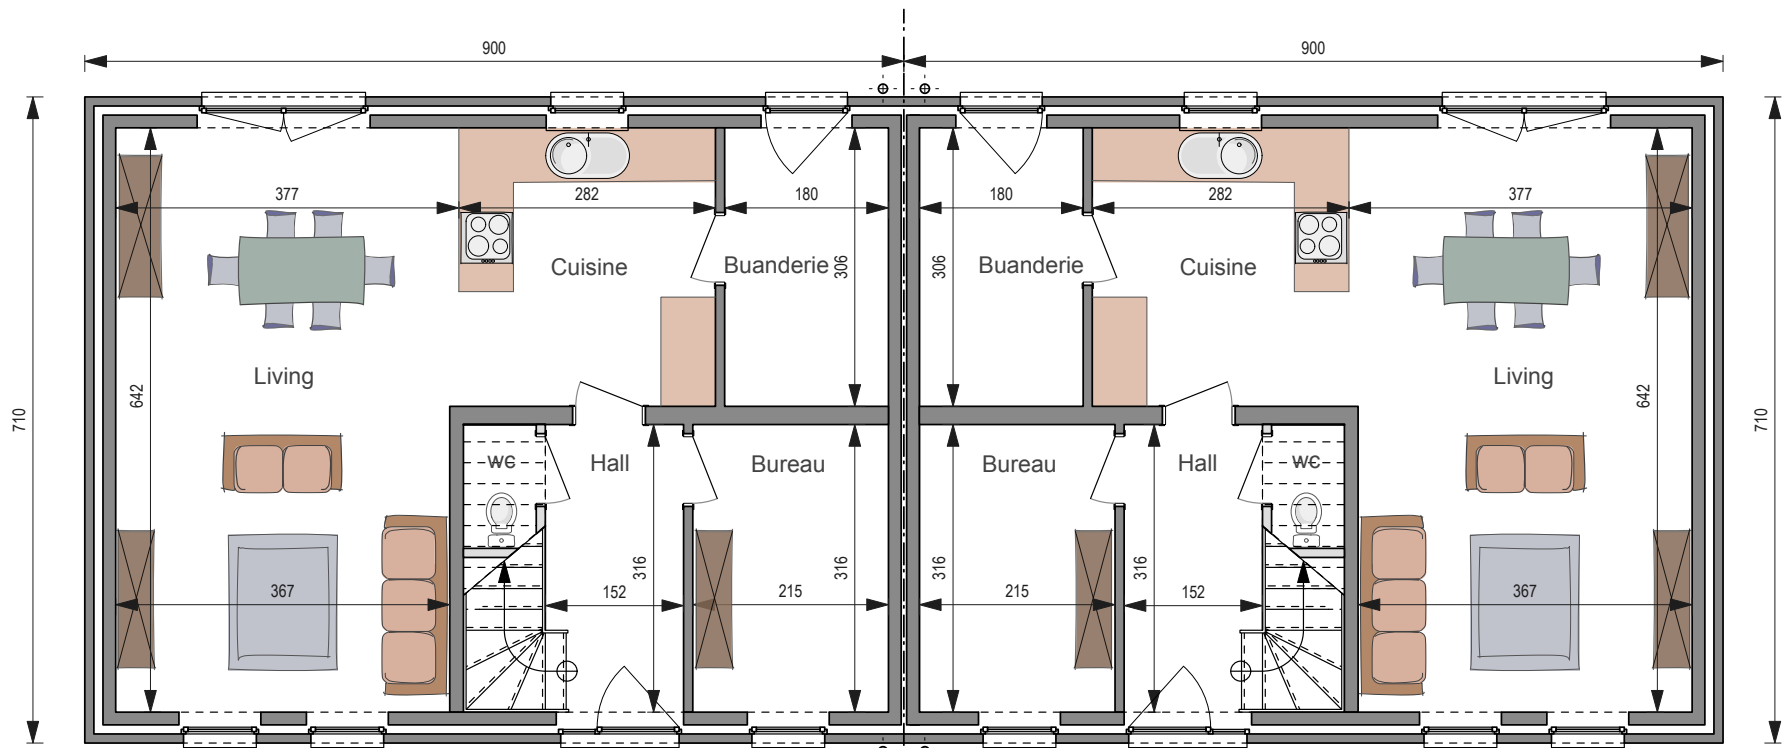 900 900
377 282 180 180 282 377
Cuisine Buanderie 306 Buanderie 306 Cuisine
Living Living
710 642 642 710
WC Hall Bureau Bureau Hall WC
316 316 316 316
367 152 215 215 152 367